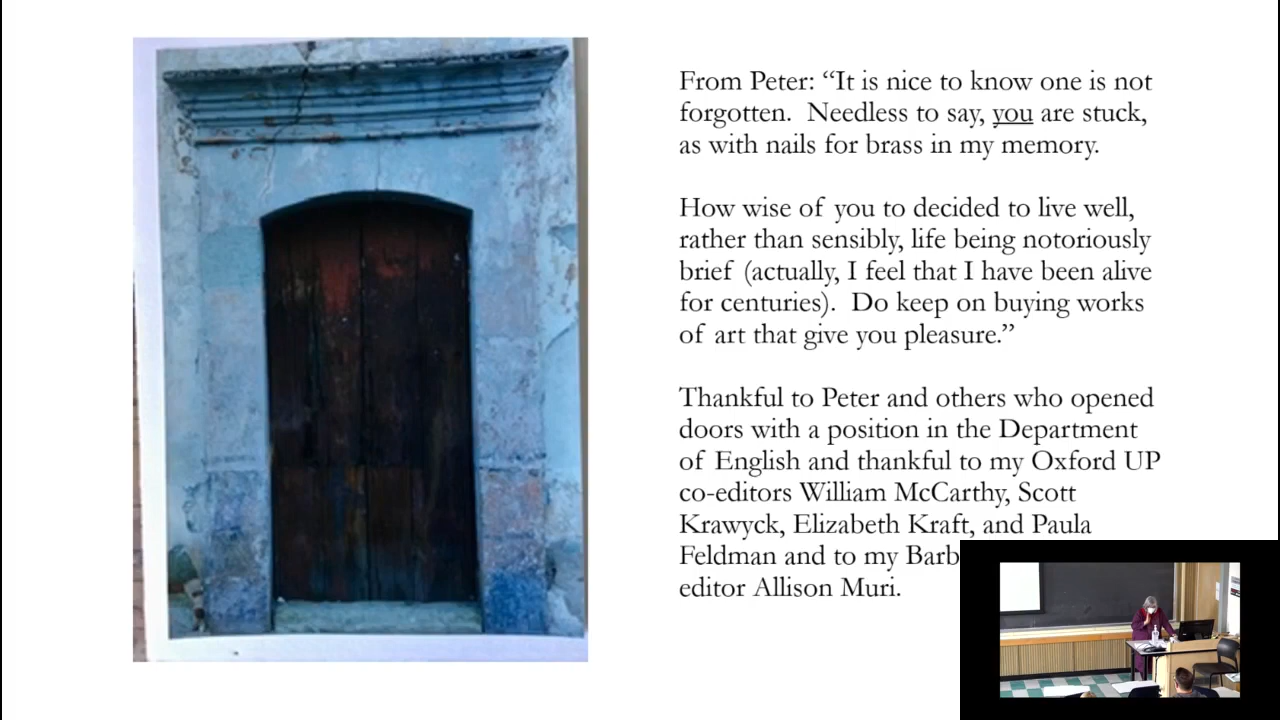 From Peter: “It is nice to know one is not
forgotten.  Needless to say, you are stuck,
as with nails for brass in my memory.
How wise of you to decided to live well,
rather than sensibly, life being notoriously
brief (actually, I feel that I have been alive
for centuries).  Do keep on buying works
of art that give you pleasure.”
Thankful to Peter and others who opened
doors with a position in the Department
of English and thankful to my Oxford UP
co-editors William McCarthy, Scott
Krawyck, Elizabeth Kraft, and Paula
Feldman and to my
editor Allison Muri.